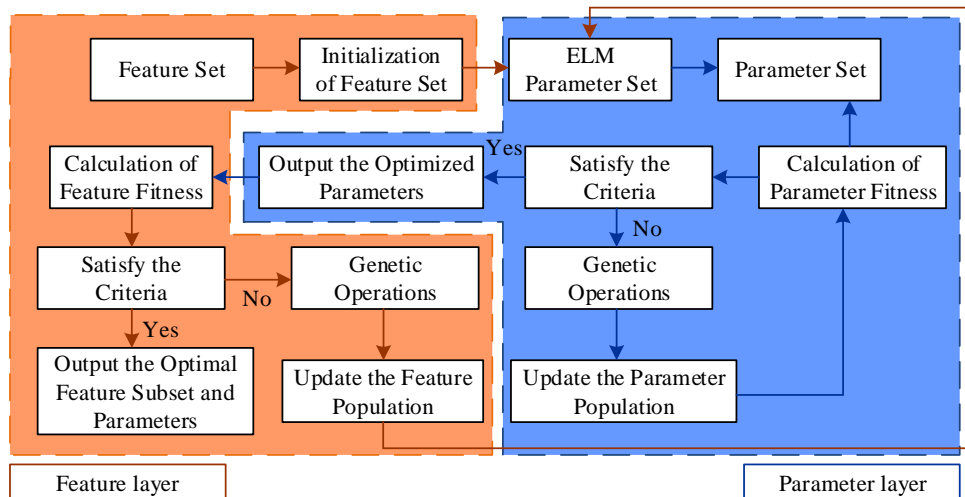 Feature Set
Initialization
of Feature Set
ELM
Parameter Set
Parameter Set
Calculation of
Feature Fitness
Output the Optimized
Parameters
Yes
Satisfy the
Criteria
Calculation of
Parameter Fitness
No
Satisfy the
Criteria
No
Genetic
Operations
Genetic
Operations
Yes
Output the Optimal
Feature Subset and
Parameters
Update the Feature
Population
Update the Parameter
Population
Feature layer
Parameter layer